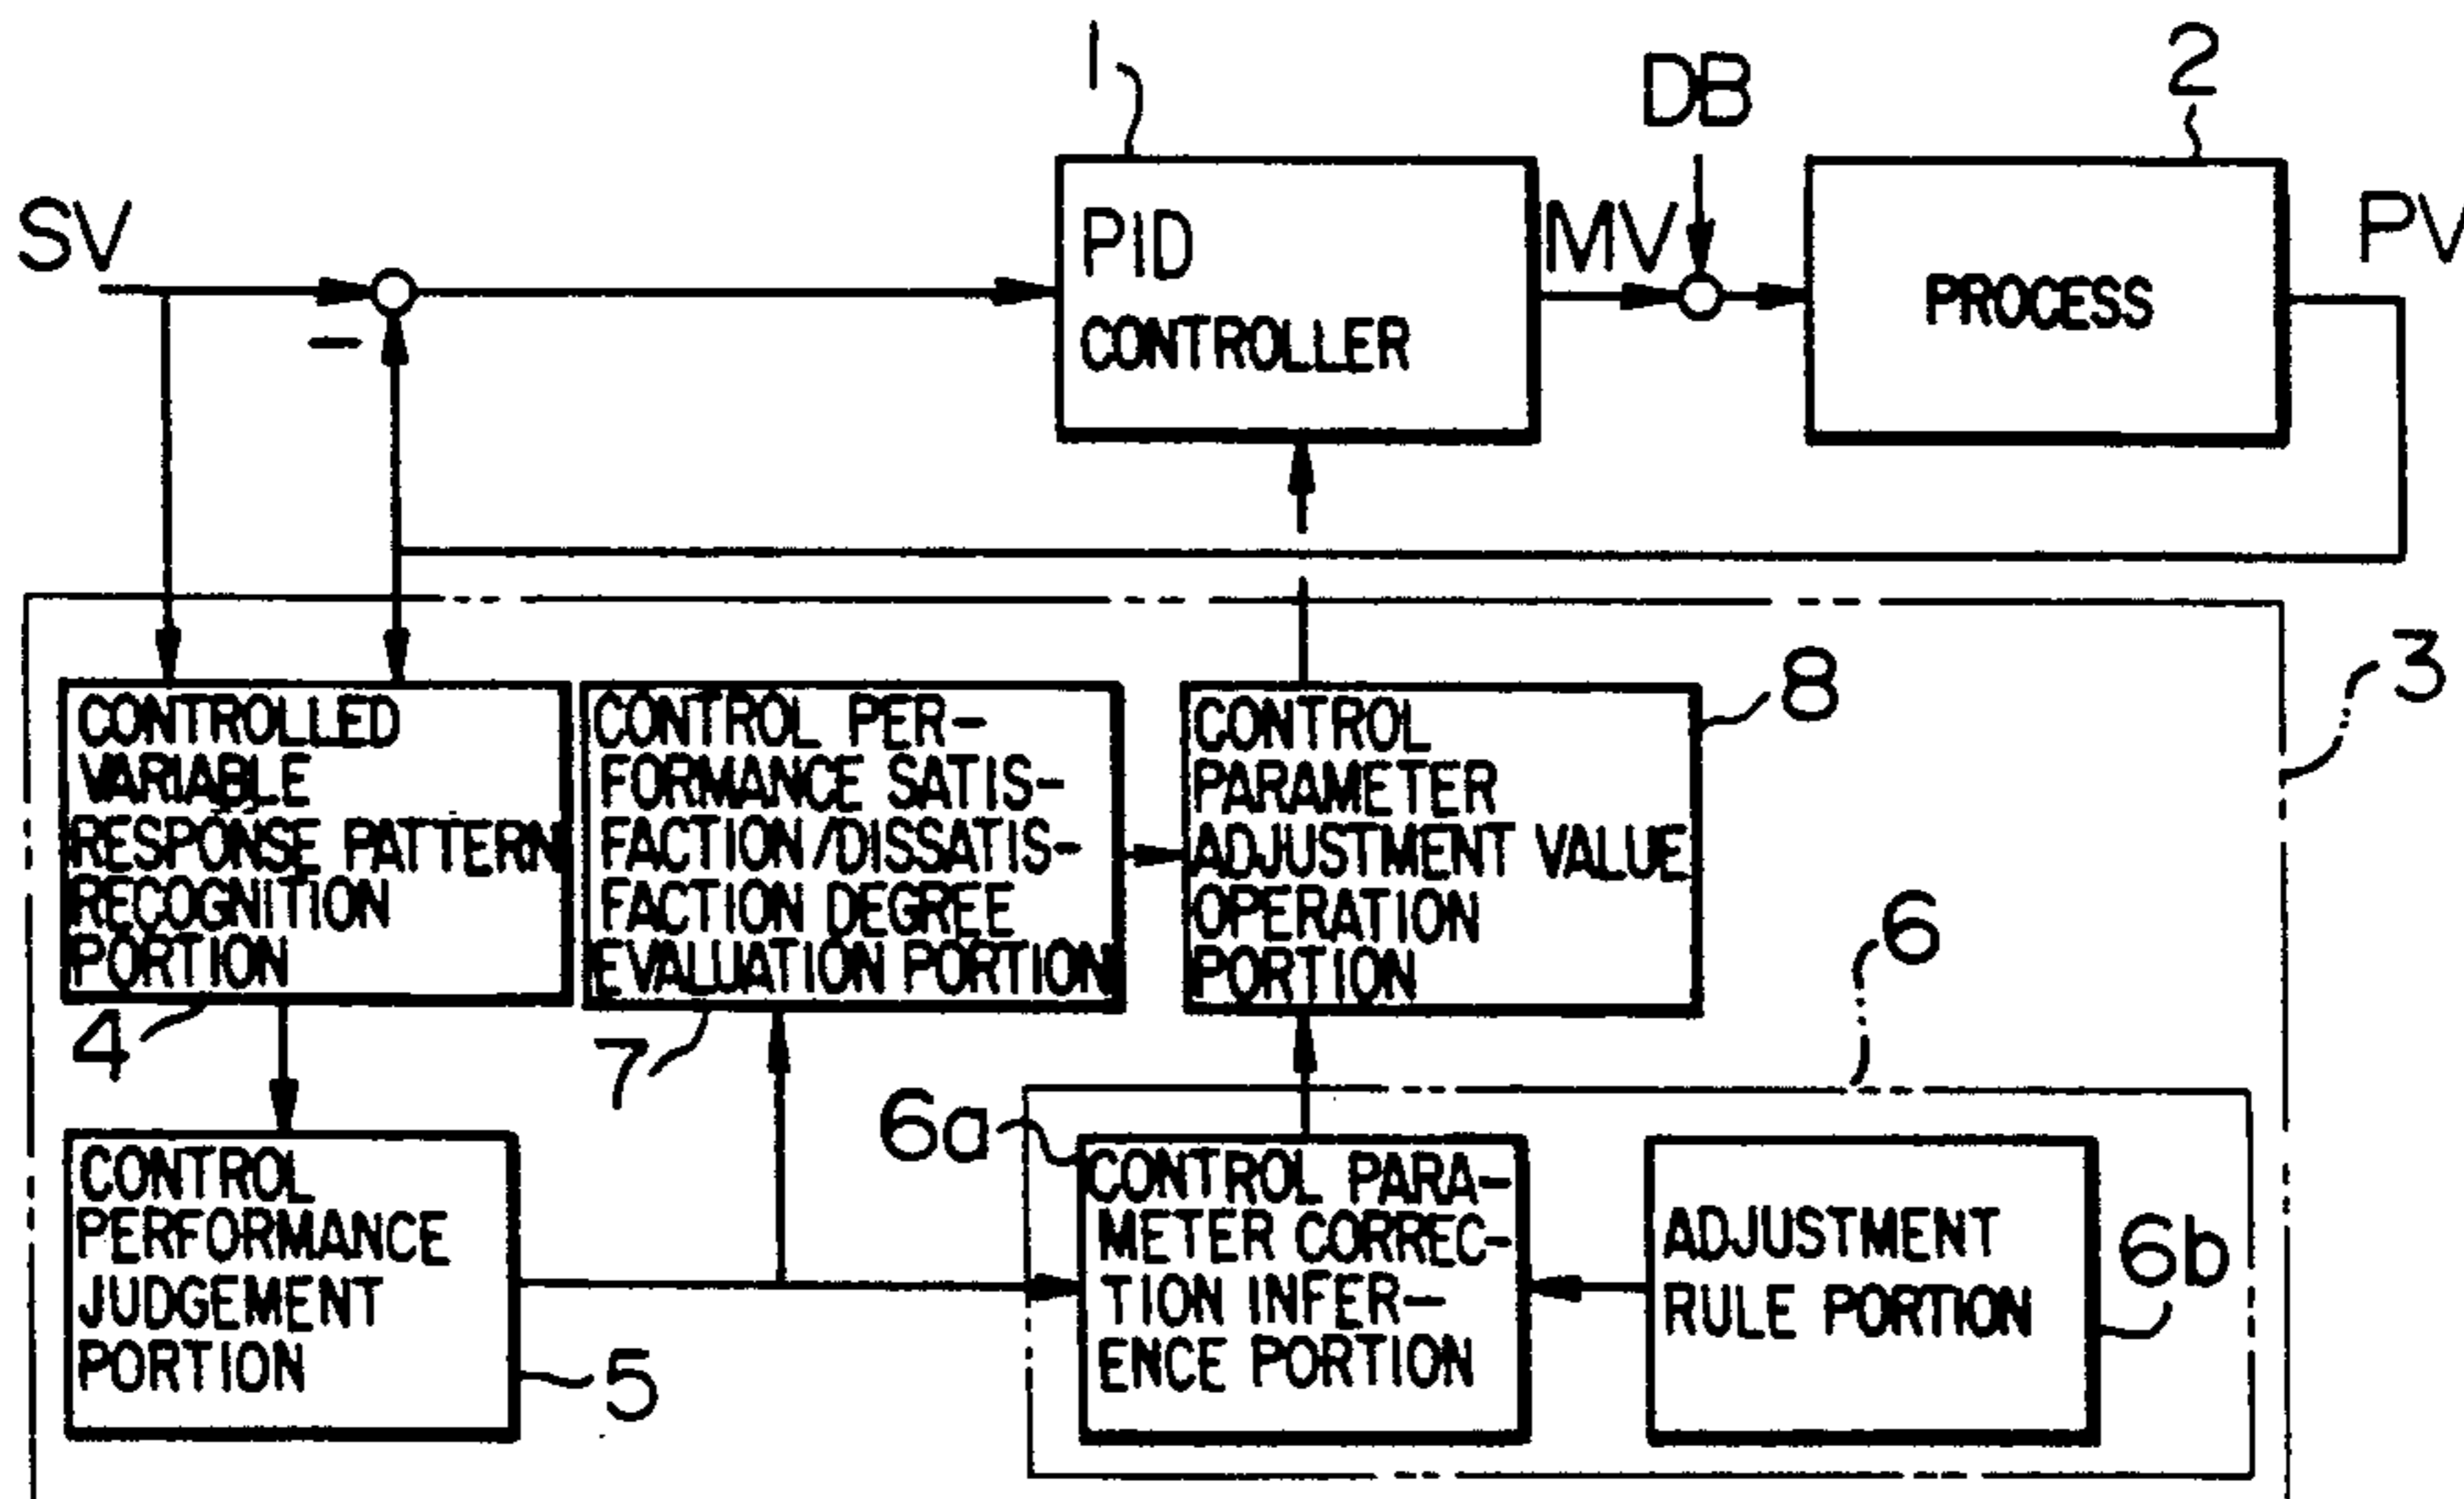 1
DB
2
SV
PID
CONTROLLER
MV
PROCESS
PV
-
3
8
CONTROLLED
VARIABLE
RESPONSE PATTERN
RECOGNITION
PORTION
4
CONTROL PER-
FORMANCE SATIS-
FACTION/DISSATIS-
FACTION DEGREE
EVALUATION PORTION
7
CONTROL
PARAMETER
ADJUSTMENT VALUE
OPERATION
PORTION
6
CONTROL
PERFORMANCE
JUDGEMENT
PORTION
5
6a
CONTROL PARA-
METER CORREC-
TION INFER-
ENCE PORTION
ADJUSTMENT
RULE PORTION
6b